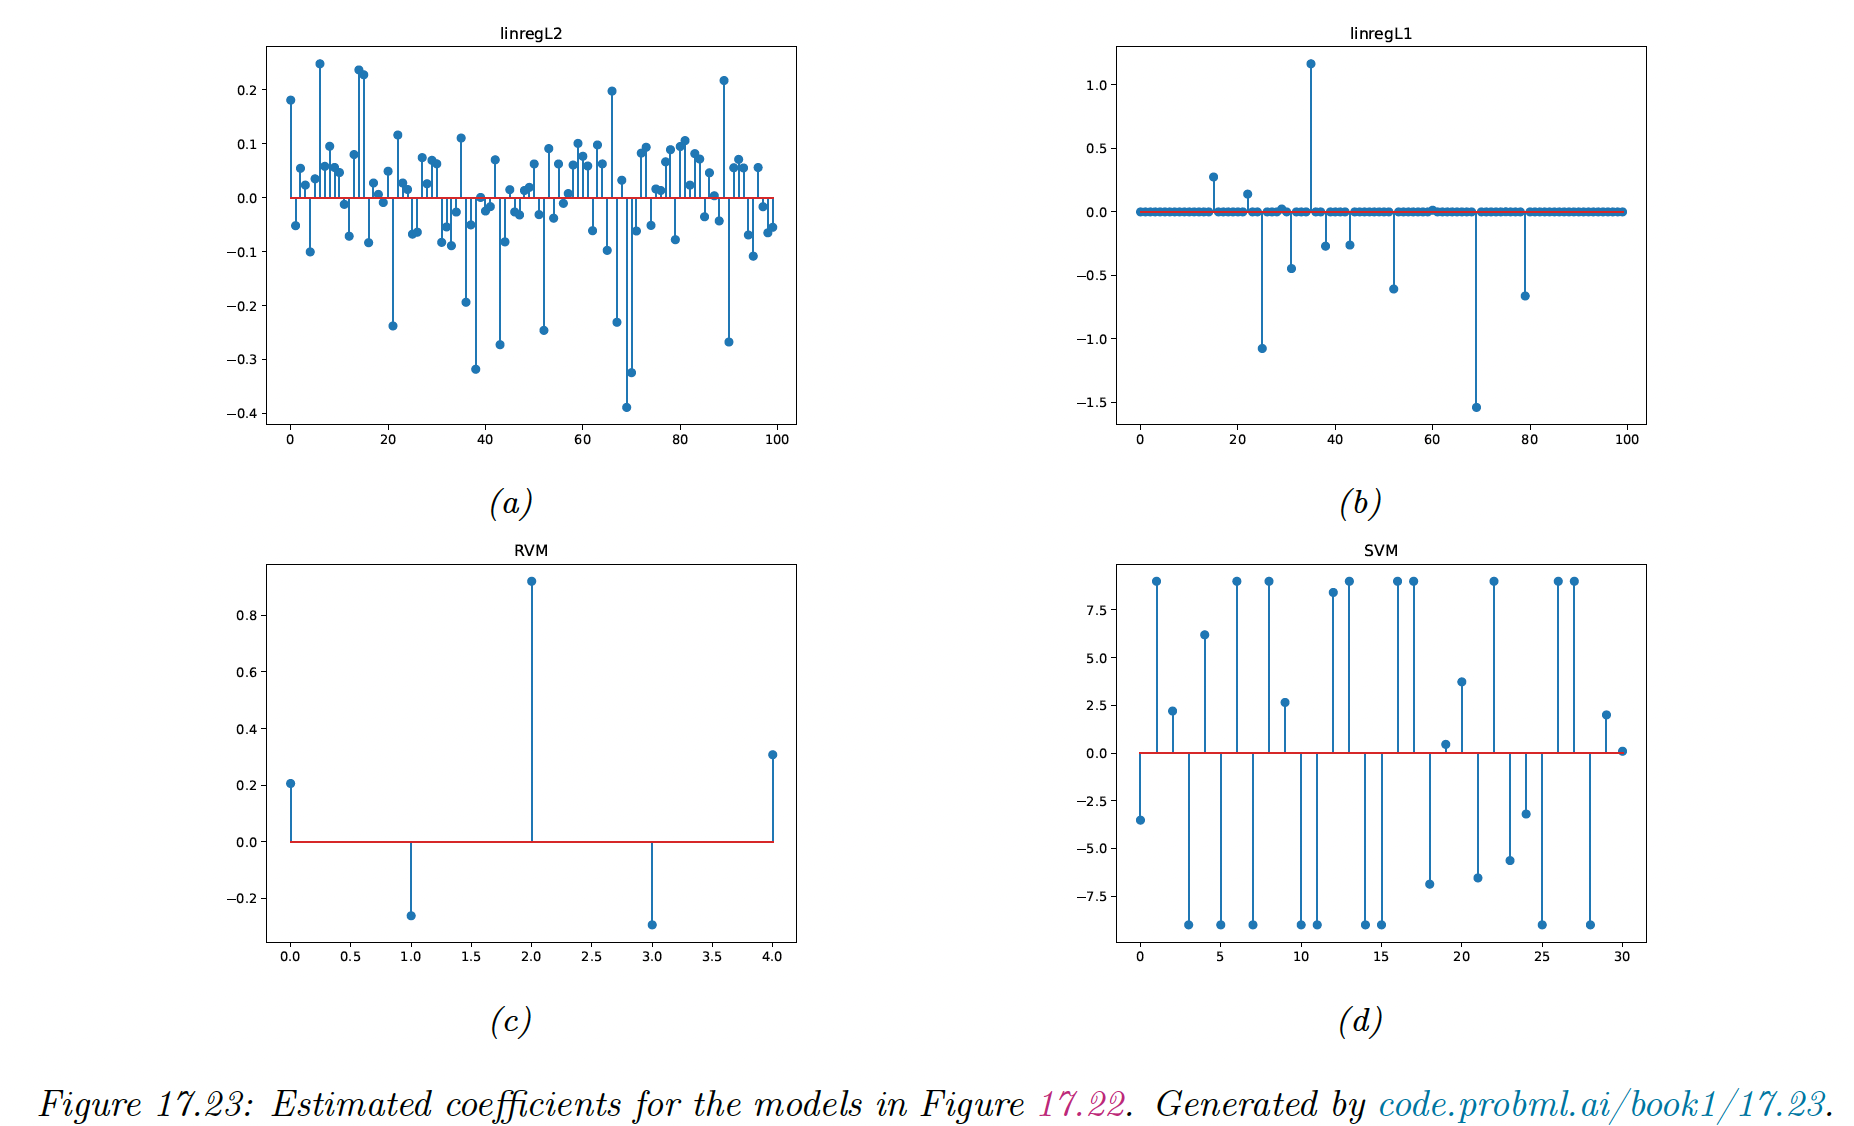 linregL2
linregL1
0.2
0.1
0.0
−0.1
−0.2
−0.3
−0.4
0 20 40 60 80 100
1.0
0.5
0.0
−0.5
−1.0
−1.5
0 20 40 60 80 100
(a)
(b)
RVM
SVM
0.8
0.6
0.4
0.2
0.0
−0.2
0.0 0.5 1.0 1.5 2.0 2.5 3.0 3.5 4.0
7.5
5.0
2.5
0.0
−2.5
−5.0
−7.5
0 5 10 15 20 25 30
(c)
(d)
Figure 17.23: Estimated coefficients for the models in Figure 17.22. Generated by code.probml.ai/book1/17.23.